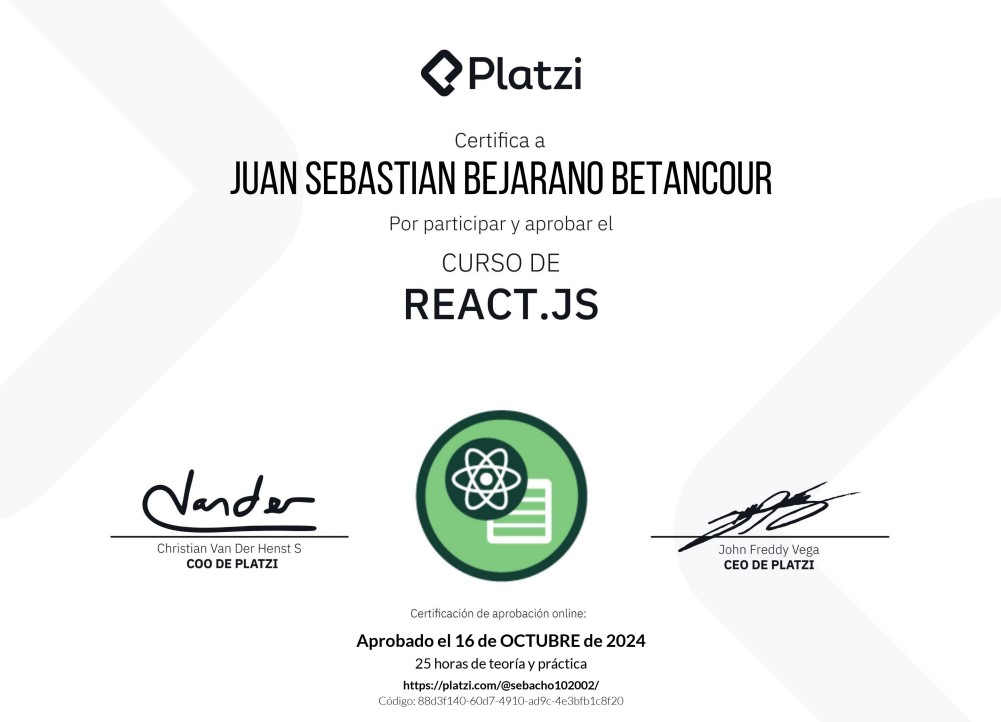 Platzi
Certifica a
JUAN SEBASTIAN BEJARANO BETANCOUR
Por participar y aprobar el
CURSO DE
REACT.JS
Vander
Christian Van Der Henst S
COO DE PLATZI
John Freddy Vega
CEO DE PLATZI
Certificación de aprobación online:
Aprobado el 16 de OCTUBRE de 2024
25 horas de teoría y práctica
https://platzi.com/@sebacho102002/
Código: 88d3f140-60d7-4910-ad9c-4e3bfb1c8f20